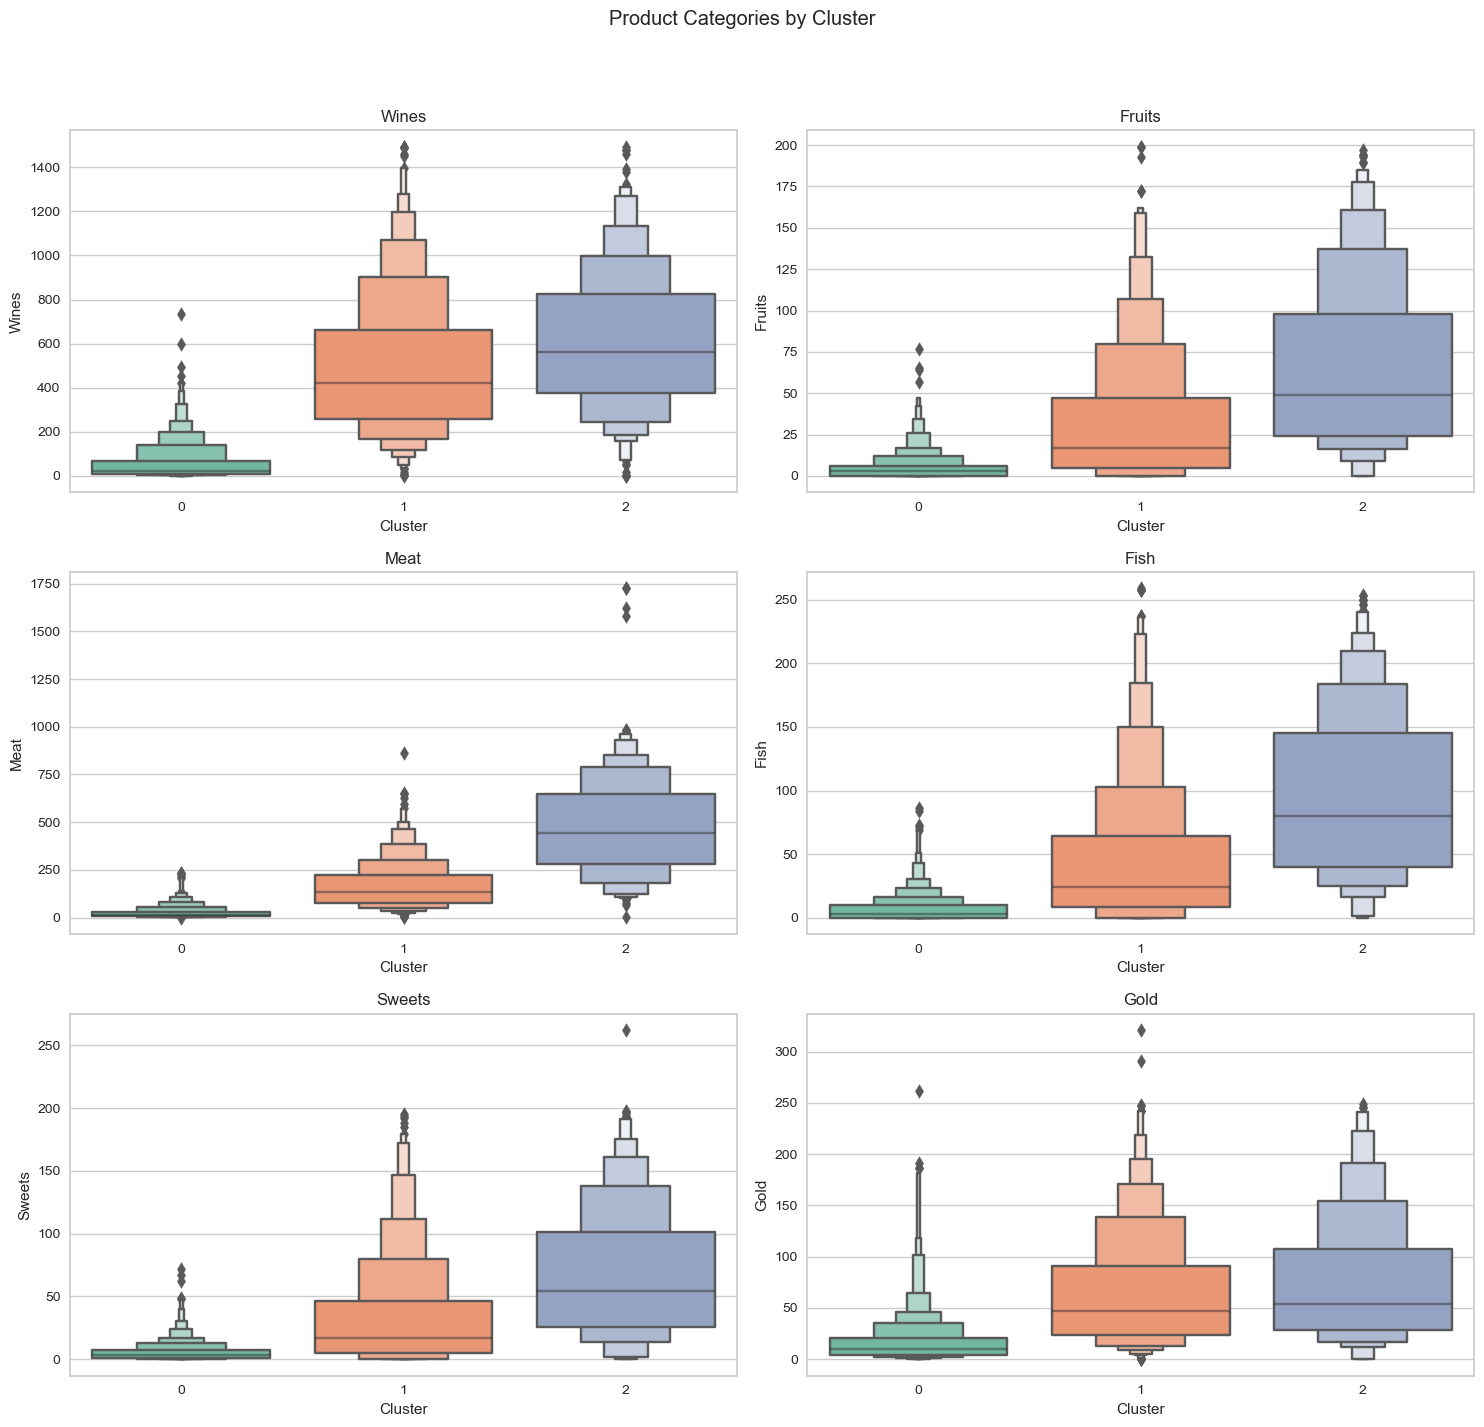 Product Categories by Cluster
Wines
Fruits
1400
1200
1000
800
600
400
200
0
Wines
0 1 2
Cluster
200
175
150
125
100
75
50
25
0
Fruits
0 1 2
Cluster
Meat
Fish
1750
1500
1250
1000
750
500
250
0
Meat
0 1 2
Cluster
250
200
150
100
50
0
Fish
0 1 2
Cluster
Sweets
Gold
250
200
150
100
50
0
Sweets
0 1 2
Cluster
300
250
200
150
100
50
0
Gold
0 1 2
Cluster